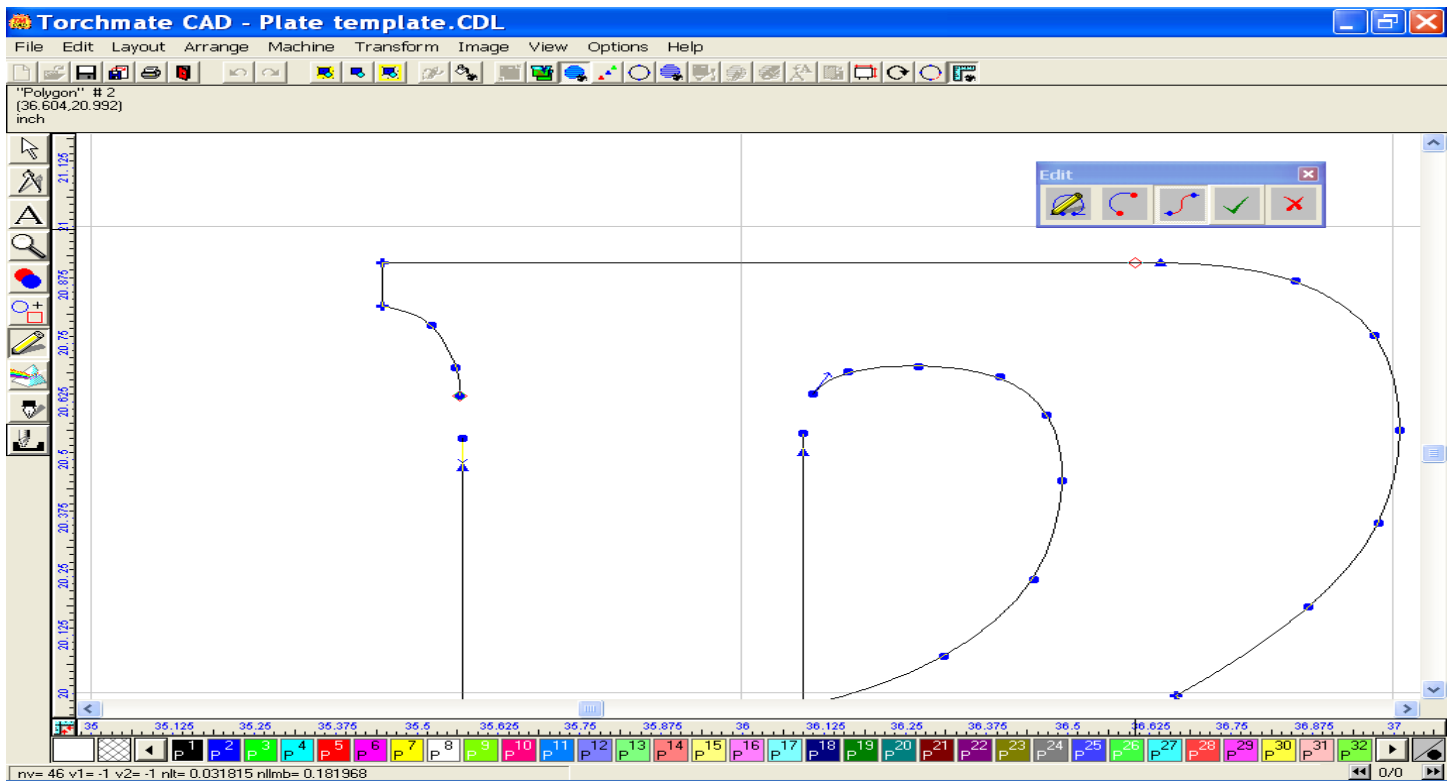 Torchmate CAD - Plate template.CDL
File Edit Layout Arrange Machine Transform Image View Options Help
"Polygon" # 2
(36.604,20.992)
inch
Edit
A
21.125
21
20.875
20.75
20.625
20.5
20.375
20.25
20.125
20
35 35.125 35.25 35.375 35.5 35.625 35.75 35.875 36 36.125 36.25 36.375 36.5 36.625 36.75 36.875 37
P 1 P 2 P 3 P 4 P 5 P 6 P 7 P 8 P 9 P 10 P 11 P 12 P 13 P 14 P 15 P 16 P 17 P 18 P 19 P 20 P 21 P 22 P 23 P 24 P 25 P 26 P 27 P 28 P 29 P 30 P 31 P 32
nv= 46 v1= -1 v2= -1 nlt= 0.031815 nllmb= 0.181968 0/0